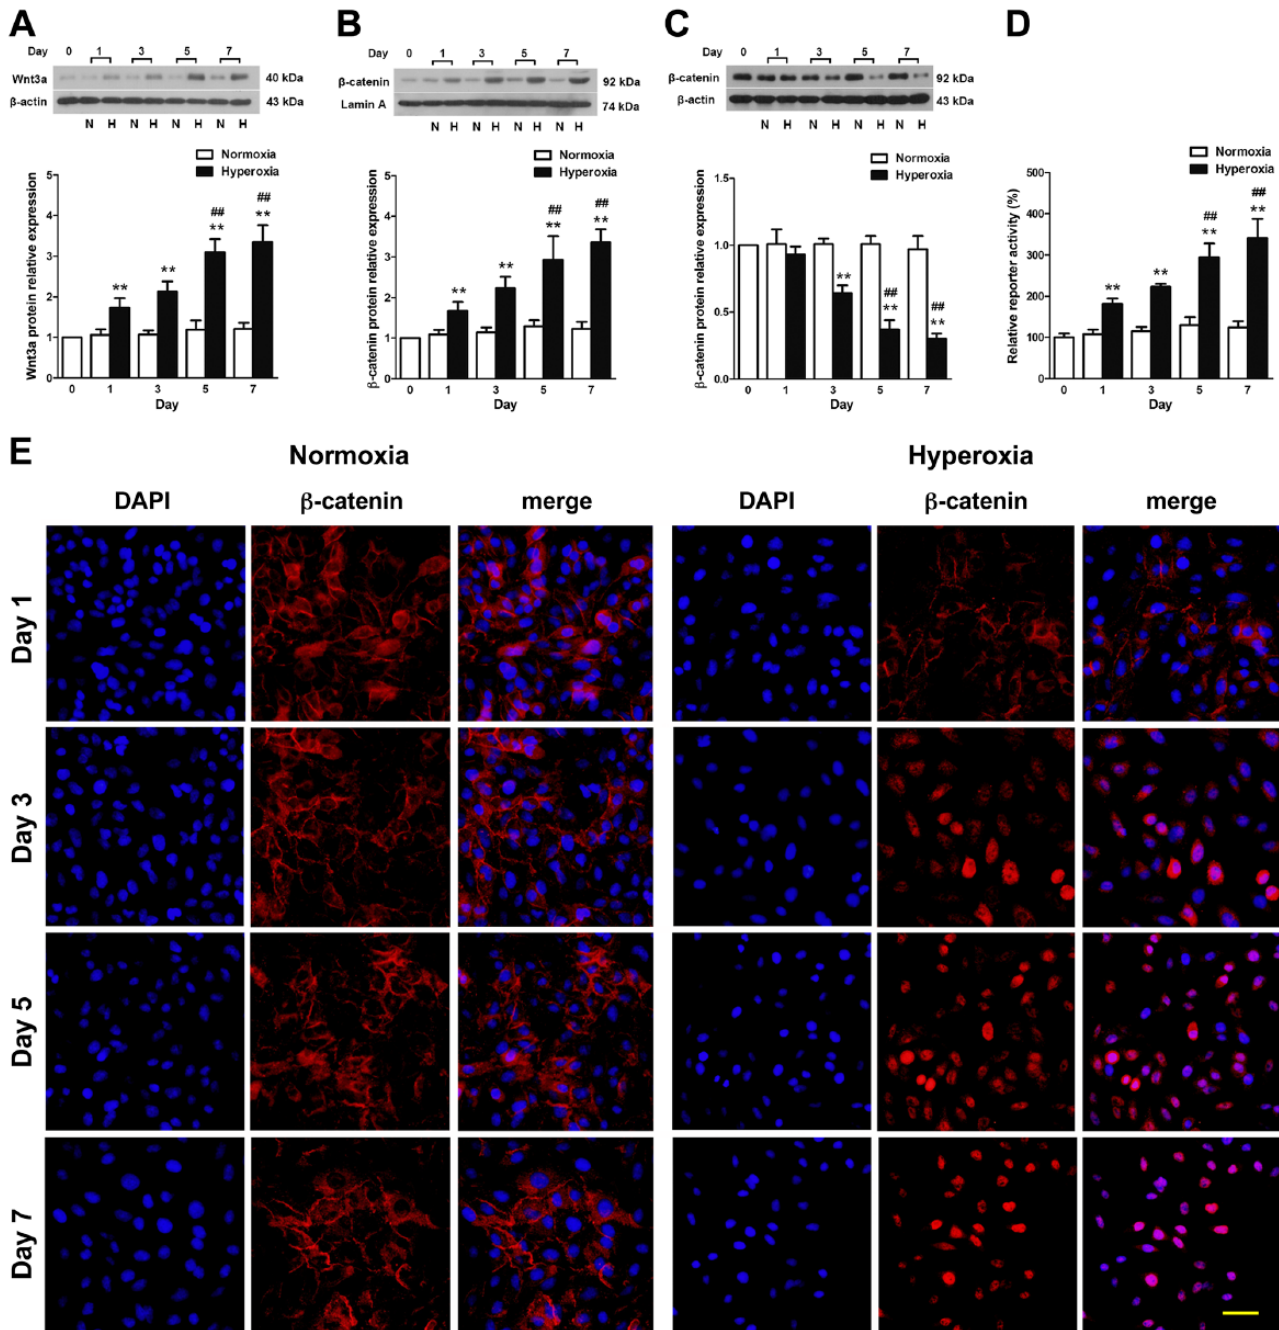 A
Day 0 1 3 5 7
Wnt3a 40 kDa
β-actin 43 kDa
N H N H N H N H
Normoxia
Hyperoxia
Wnt3a protein relative expression
5
4
3
2
1
0
** ** ## ** ## **
0 1 3 5 7
Day
B
Day 0 1 3 5 7
β-catenin 92 kDa
Lamin A 74 kDa
N H N H N H N H
Normoxia
Hyperoxia
β-catenin protein relative expression
5
4
3
2
1
0
** ** ## ** ## **
0 1 3 5 7
Day
C
Day 0 1 3 5 7
β-catenin 92 kDa
β-actin 43 kDa
N H N H N H N H
Normoxia
Hyperoxia
β-catenin protein relative expression
1.5
1.0
0.5
0.0
** ## ** ## **
0 1 3 5 7
Day
D
Normoxia
Hyperoxia
Relative reporter activity (%)
500
400
300
200
100
0
** ** ## ** ## **
0 1 3 5 7
Day
E
Normoxia Hyperoxia
DAPI β-catenin merge DAPI β-catenin merge
Day 1
Day 3
Day 5
Day 7